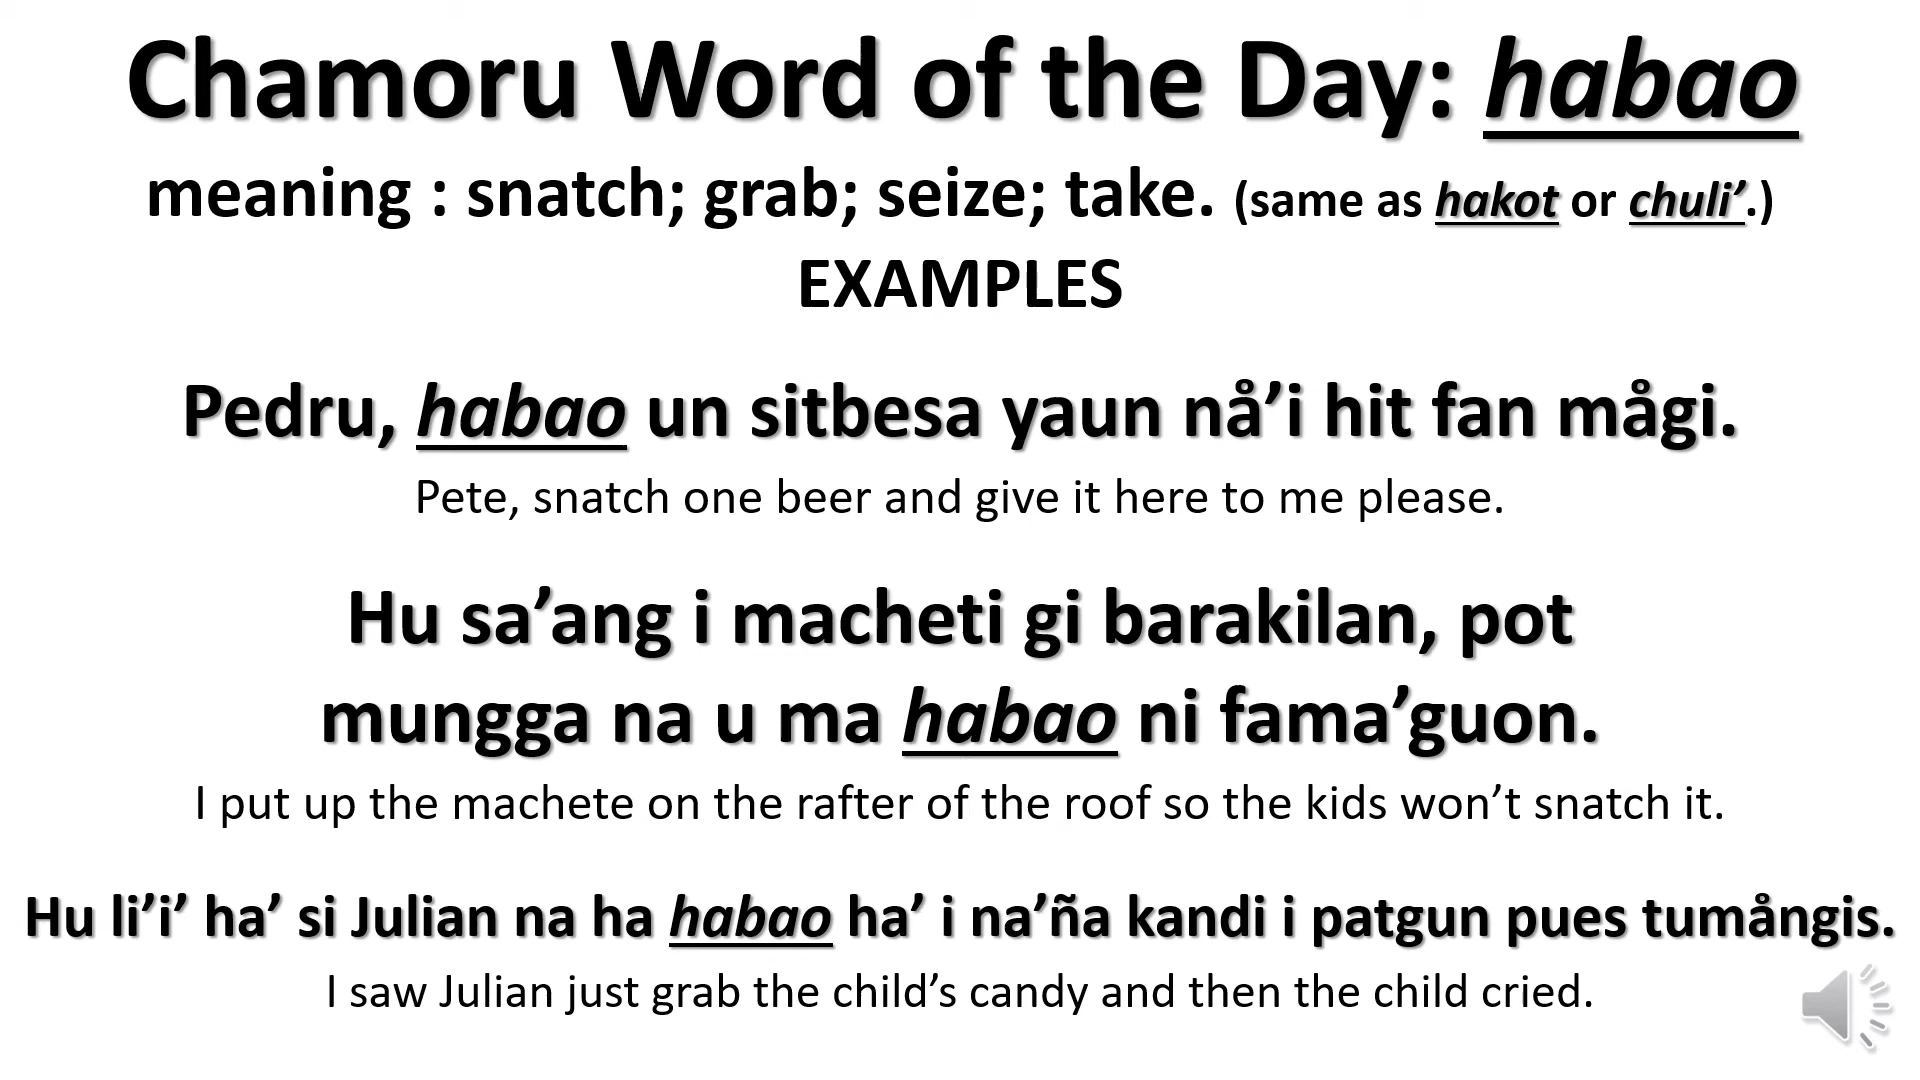 Chamoru Word of the Day: habao
meaning : snatch; grab; seize; take. (same as hakot or chuli’.)
EXAMPLES
Pedru, habao un sitbesa yaun nå’i hit fan mågi.
Pete, snatch one beer and give it here to me please.
Hu sa’ang i macheti gi barakilan, pot
mungga na u ma habao ni fama’guon.
I put up the machete on the rafter of the roof so the kids won’t snatch it.
Hu li’i’ ha’ si Julian na ha habao ha’ i na’ña kandi i patgun pues tumångis.
I saw Julian just grab the child’s candy and then the child cried.